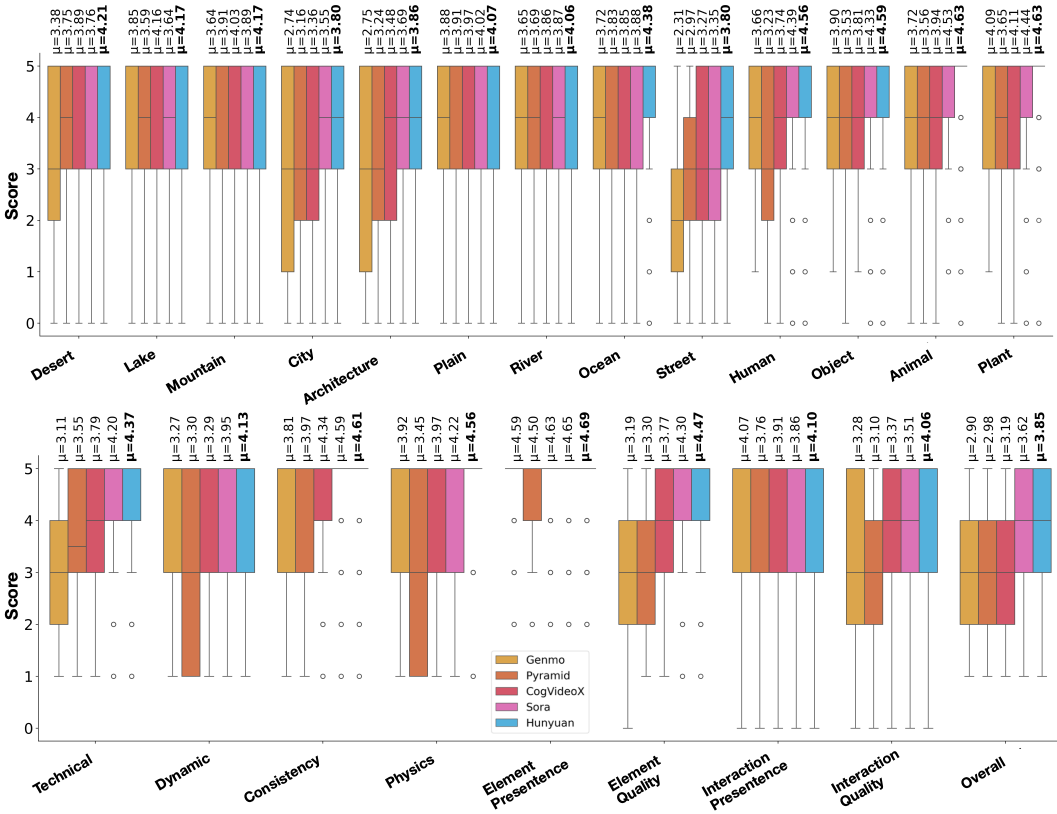 μ=3.38
μ=3.75
μ=3.89
μ=3.76
μ=4.21
μ=3.85
μ=3.59
μ=4.16
μ=3.64
μ=4.17
μ=3.64
μ=3.91
μ=4.03
μ=3.89
μ=4.17
μ=2.74
μ=3.16
μ=3.36
μ=3.55
μ=3.80
μ=2.75
μ=3.24
μ=3.48
μ=3.69
μ=3.86
μ=3.88
μ=3.91
μ=3.97
μ=4.02
μ=4.07
μ=3.65
μ=3.69
μ=3.86
μ=3.87
μ=4.06
μ=3.72
μ=3.83
μ=3.85
μ=3.88
μ=4.38
μ=2.31
μ=2.97
μ=3.27
μ=3.35
μ=3.80
μ=3.66
μ=3.23
μ=3.74
μ=4.39
μ=4.56
μ=3.90
μ=3.53
μ=3.81
μ=4.33
μ=4.59
μ=3.72
μ=3.56
μ=3.94
μ=4.53
μ=4.63
μ=4.09
μ=3.65
μ=4.11
μ=4.44
μ=4.63
Score
5
4
3
2
1
0
Desert
Lake
Mountain
City
Architecture
Plain
River
Ocean
Street
Human
Object
Animal
Plant
μ=3.11
μ=3.55
μ=3.79
μ=4.20
μ=4.37
μ=3.27
μ=3.30
μ=3.29
μ=3.95
μ=4.13
μ=3.81
μ=3.97
μ=4.34
μ=4.59
μ=4.61
μ=3.92
μ=3.45
μ=3.97
μ=4.22
μ=4.56
μ=4.59
μ=4.50
μ=4.63
μ=4.65
μ=4.69
μ=3.19
μ=3.30
μ=3.77
μ=4.30
μ=4.47
μ=4.07
μ=3.76
μ=3.91
μ=3.86
μ=4.10
μ=3.28
μ=3.10
μ=3.37
μ=3.51
μ=4.06
μ=2.90
μ=2.98
μ=3.19
μ=3.62
μ=3.85
Score
5
4
3
2
1
0
Genmo
Pyramid
CogVideoX
Sora
Hunyuan
Technical
Dynamic
Consistency
Physics
Element
Presentence
Element
Quality
Interaction
Presentence
Interaction
Quality
Overall